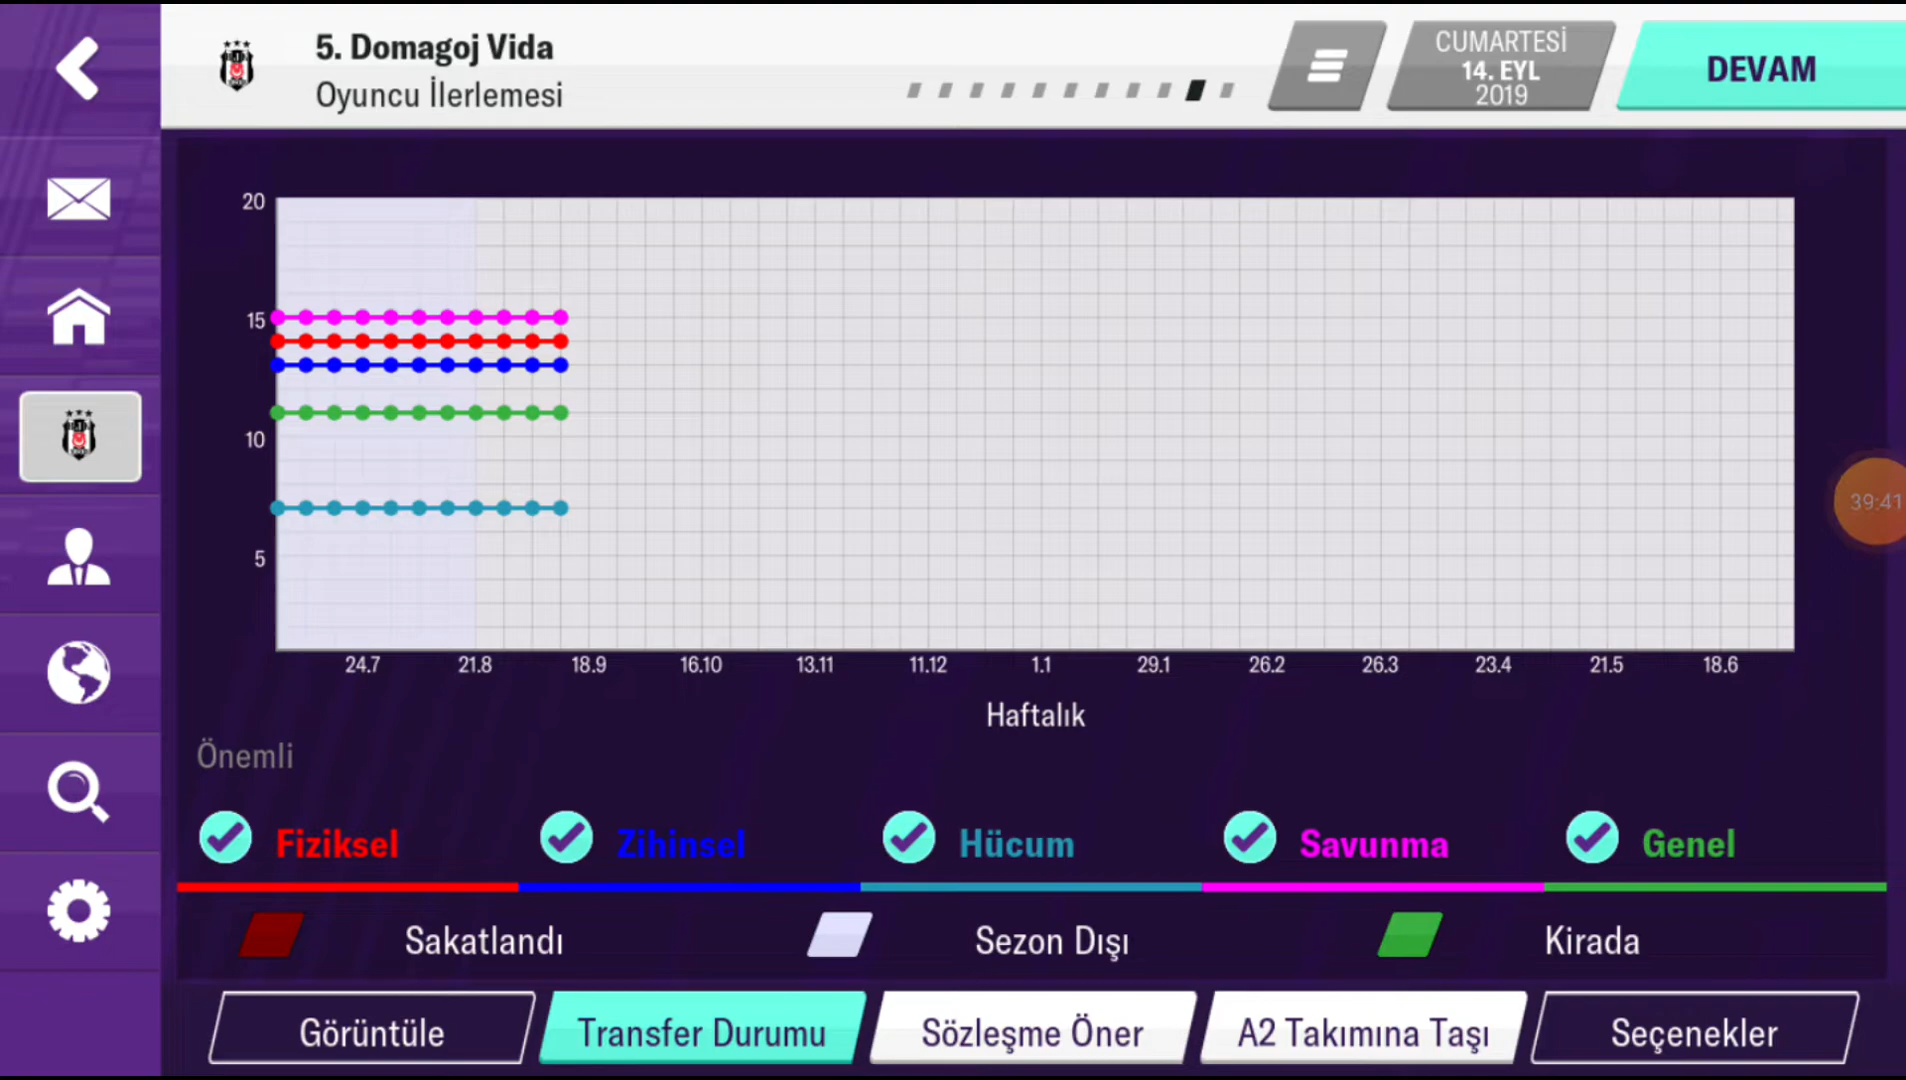 5. Domagoj Vida
Oyuncu İlerlemesi
CUMARTESİ
14. EYL
2019
DEVAM
20
15
10
5
24.7 21.8 18.9 16.10 13.11 11.12 1.1 29.1 26.2 26.3 23.4 21.5 18.6
Haftalık
39:41
Önemli
Fiziksel Zihinsel Hücum Savunma Genel
Sakatlandı Sezon Dışı Kirada
Görüntüle Transfer Durumu Sözleşme Öner A2 Takımına Taşı Seçenekler